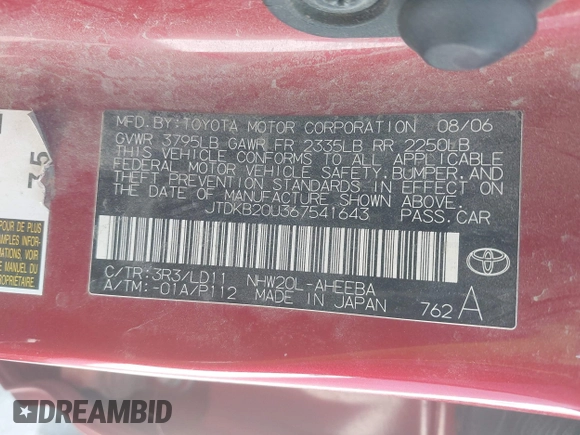 MFD.BY:TOYOTA MOTOR CORPORATION 08/06
GVWR 3795LB GAWR FR 2335LB RR 2250LB
THIS VEHICLE CONFORMS TO ALL APPLICABLE
FEDERAL MOTOR VEHICLE SAFETY,BUMPER,AND
THEFT PREVENTION STANDARDS IN EFFECT ON
THE DATE OF MANUFACTURE SHOWN ABOVE.
JTDKB20U367541643 PASS.CAR
C/TR:3R3/LD11 NHW20L-AHEEBA
A/TM:-01A/P112 MADE IN JAPAN
762 A
TOYOTA
35
DREAMBID